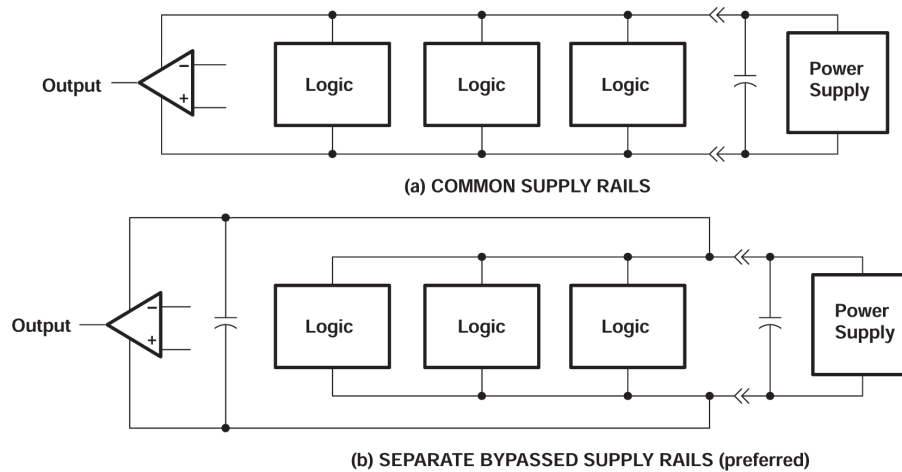 Output
−
+
Logic
Logic
Logic
Power
Supply
(a) COMMON SUPPLY RAILS
Output
−
+
Logic
Logic
Logic
Power
Supply
(b) SEPARATE BYPASSED SUPPLY RAILS (preferred)